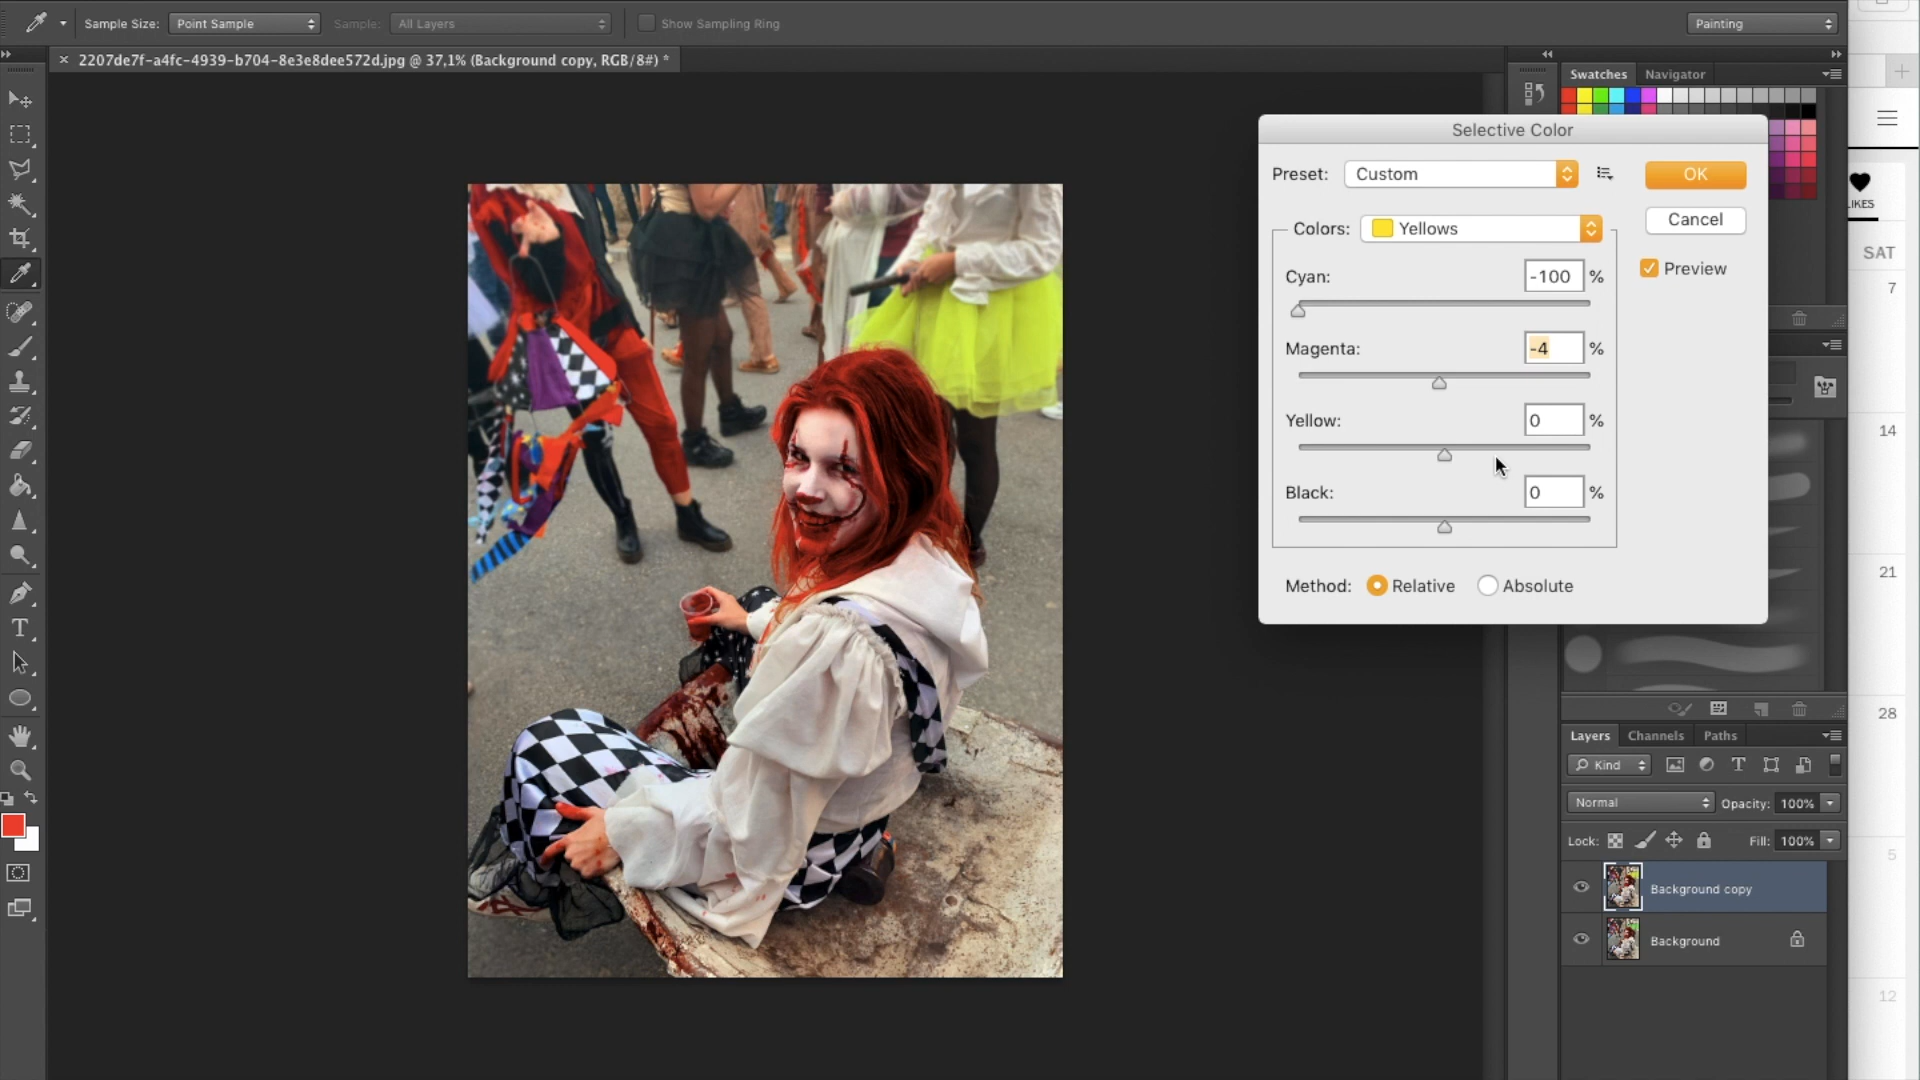 Sample Size: Point Sample Sample: All Layers Show Sampling Ring Painting
× 2207de7f-a4fc-4939-b704-8e3e8dee572d.jpg @ 37,1% (Background copy, RGB/8#) *
Swatches Navigator
Selective Color
Preset: Custom OK
Colors: Yellows Cancel
Preview
Cyan: -100 %
Magenta: -4 %
Yellow: 0 %
Black: 0 %
Method: Relative Absolute
IKES
SAT
7
14
21
28
5
12
Layers Channels Paths
Kind
Normal Opacity: 100%
Lock: Fill: 100%
Background copy
Background